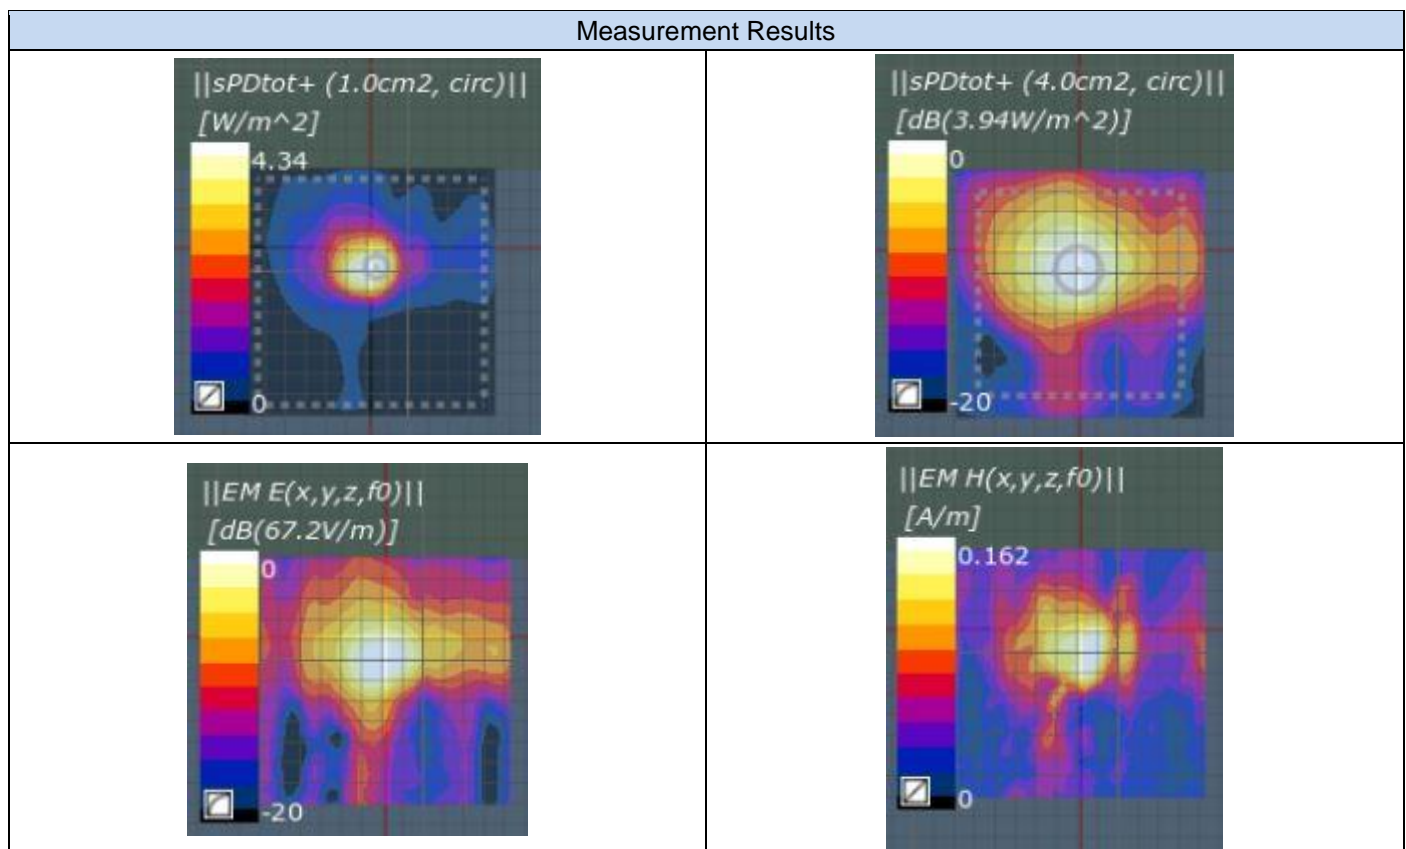 Measurement Results
||sPDtot+ (1.0cm2, circ)||
[W/m^2]
4.34
0
||sPDtot+ (4.0cm2, circ)||
[dB(3.94W/m^2)]
0
-20
||EM E(x,y,z,f0)||
[dB(67.2V/m)]
0
-20
||EM H(x,y,z,f0)||
[A/m]
0.162
0